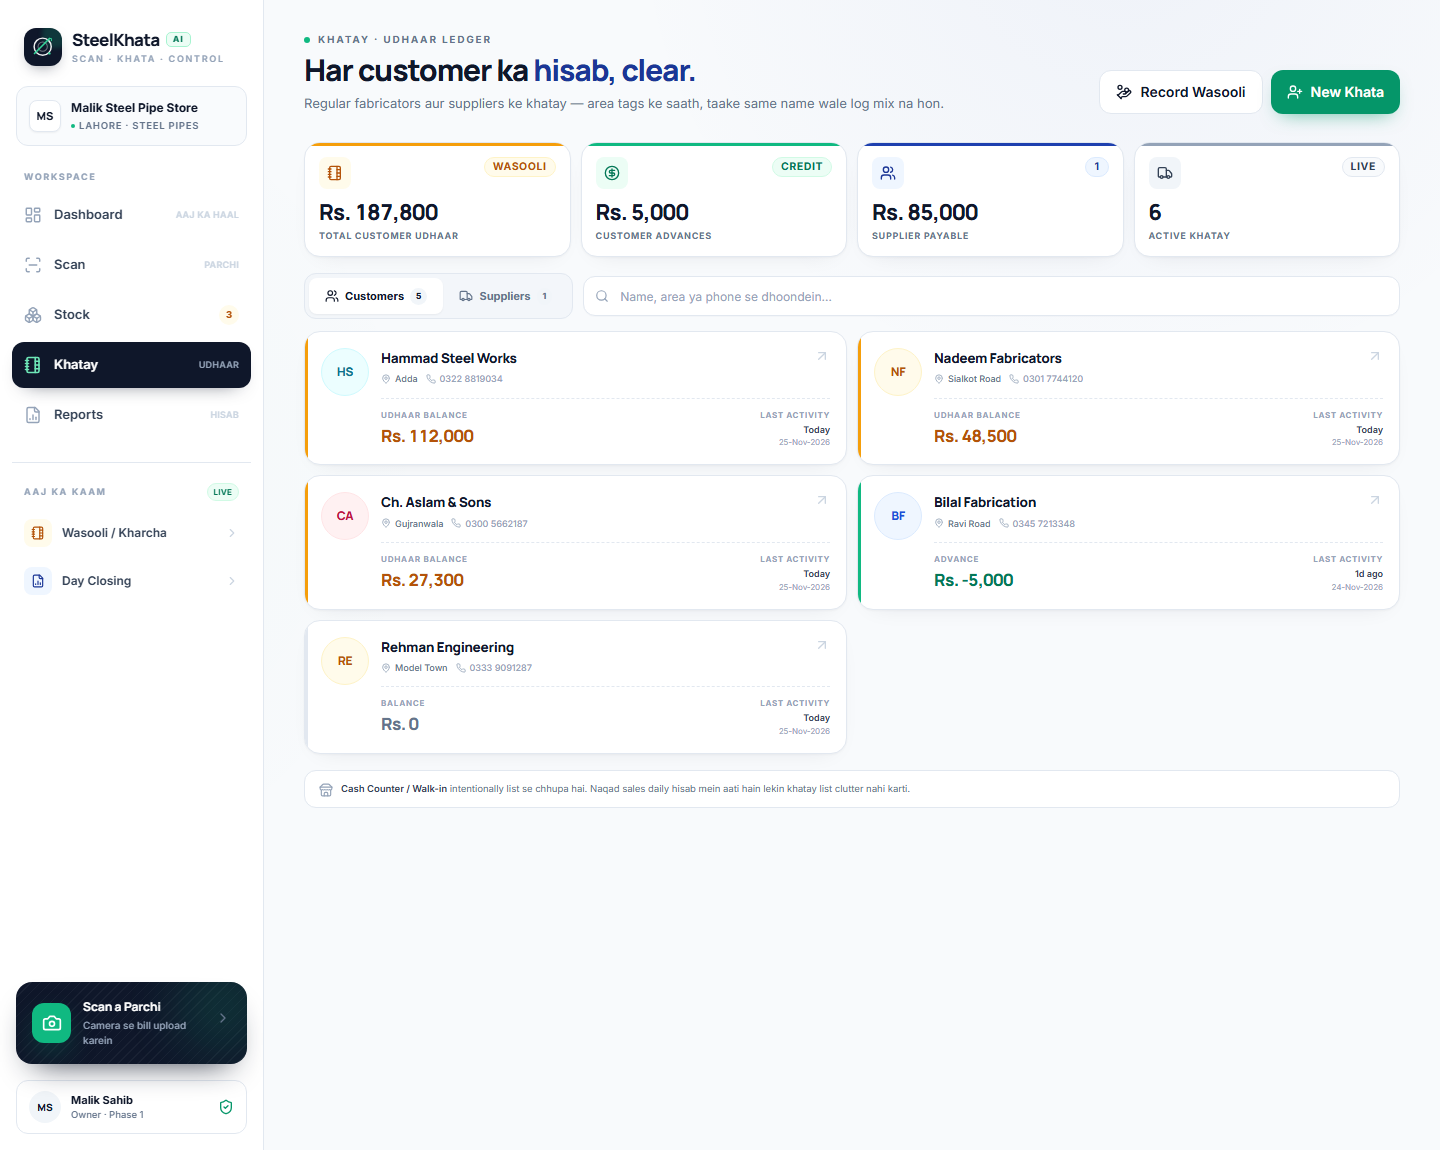 SteelKhata AI
SCAN · KHATA · CONTROL
MS
Malik Steel Pipe Store
LAHORE · STEEL PIPES
WORKSPACE
Dashboard AAJ KA HAAL
Scan PARCHI
Stock 3
Khatay UDHAAR
Reports HISAB
AAJ KA KAAM LIVE
Wasooli / Kharcha
Day Closing
Scan a Parchi
Camera se bill upload
karein
MS
Malik Sahib
Owner · Phase 1
KHATAY · UDHAAR LEDGER
Har customer ka hisab, clear.
Regular fabricators aur suppliers ke khatay — area tags ke saath, taake same name wale log mix na hon.
Record Wasooli
New Khata
WASOOLI
Rs. 187,800
TOTAL CUSTOMER UDHAAR
CREDIT
Rs. 5,000
CUSTOMER ADVANCES
1
Rs. 85,000
SUPPLIER PAYABLE
LIVE
6
ACTIVE KHATAY
Customers 5
Suppliers 1
Name, area ya phone se dhoondein...
HS
Hammad Steel Works
Adda 0322 8819034
UDHAAR BALANCE
Rs. 112,000
LAST ACTIVITY
Today
25-Nov-2026
NF
Nadeem Fabricators
Sialkot Road 0301 7744120
UDHAAR BALANCE
Rs. 48,500
LAST ACTIVITY
Today
25-Nov-2026
CA
Ch. Aslam & Sons
Gujranwala 0300 5662187
UDHAAR BALANCE
Rs. 27,300
LAST ACTIVITY
Today
25-Nov-2026
BF
Bilal Fabrication
Ravi Road 0345 7213348
ADVANCE
Rs. -5,000
LAST ACTIVITY
1d ago
24-Nov-2026
RE
Rehman Engineering
Model Town 0333 9091287
BALANCE
Rs. 0
LAST ACTIVITY
Today
25-Nov-2026
Cash Counter / Walk-in intentionally list se chhupa hai. Naqad sales daily hisab mein aati hain lekin khatay list clutter nahi karti.